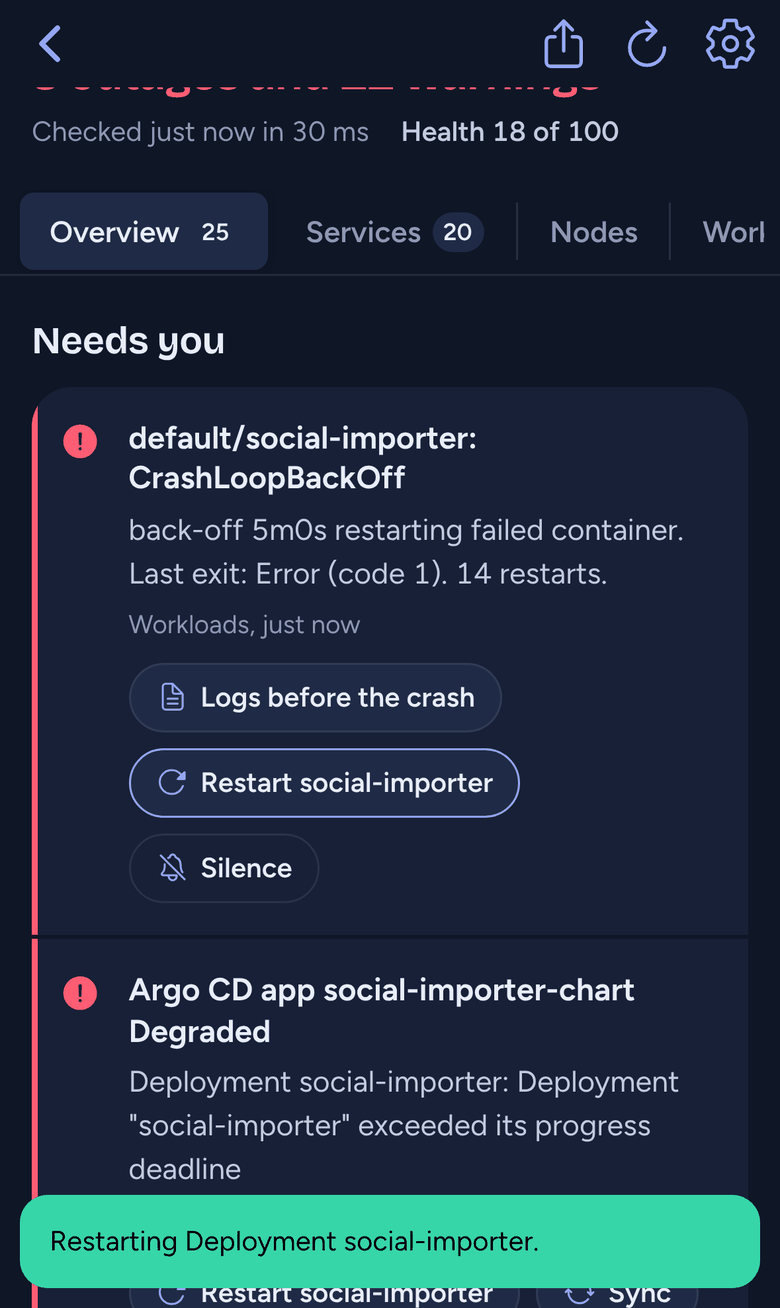 Checked just now in 30 ms Health 18 of 100
Overview 25 Services 20 Nodes
Needs you
default/social-importer:
CrashLoopBackOff
back-off 5m0s restarting failed container.
Last exit: Error (code 1). 14 restarts.
Workloads, just now
Logs before the crash
Restart social-importer
Silence
Argo CD app social-importer-chart
Degraded
Deployment social-importer: Deployment
"social-importer" exceeded its progress
deadline
Restarting Deployment social-importer.
Restart social-importer Sync